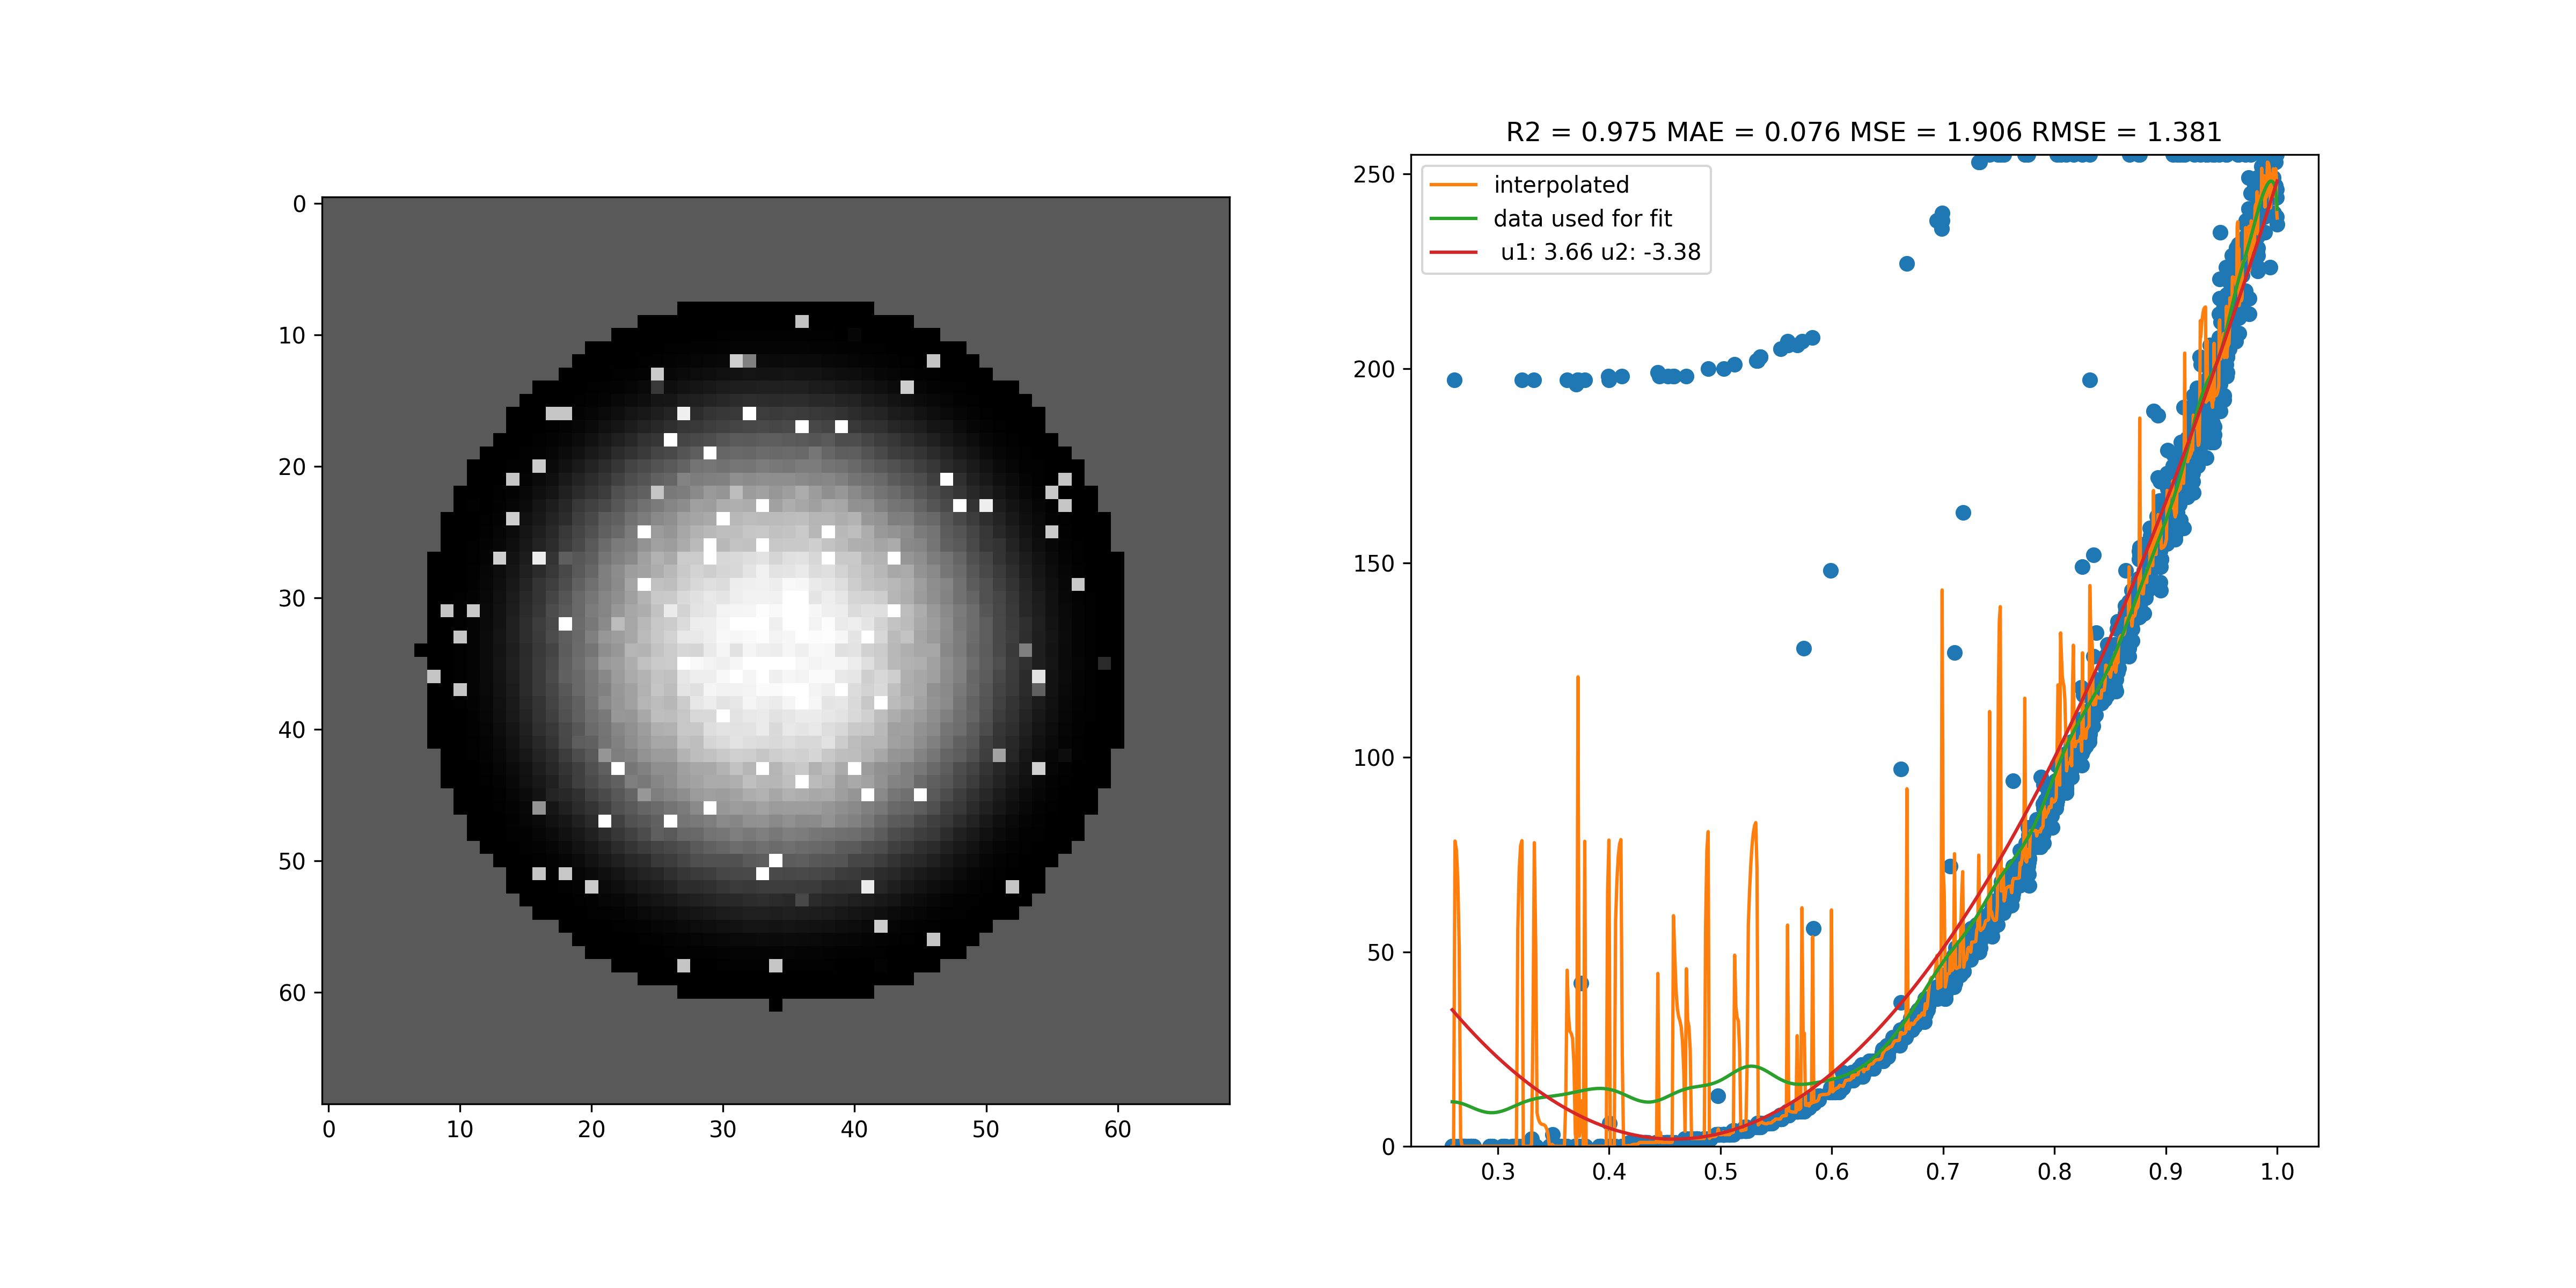 R2 = 0.975 MAE = 0.076 MSE = 1.906 RMSE = 1.381
0
10
20
30
40
50
60
0 10 20 30 40 50 60
250
200
150
100
50
0
interpolated
data used for fit
u1: 3.66 u2: -3.38
0.3 0.4 0.5 0.6 0.7 0.8 0.9 1.0